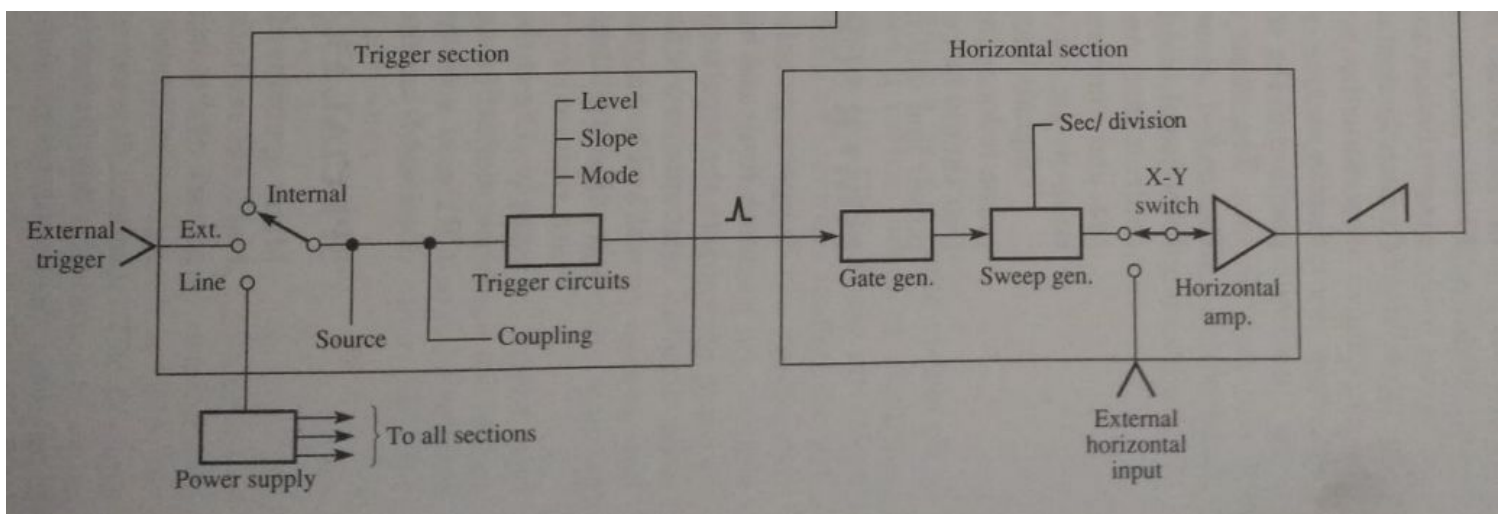 Trigger section
Horizontal section
Level
Slope
Mode
Sec/ division
Internal
X-Y
switch
External
trigger
Ext.
Line
Trigger circuits
Gate gen.
Sweep gen.
Horizontal
amp.
Source
Coupling
To all sections
Power supply
External
horizontal
input